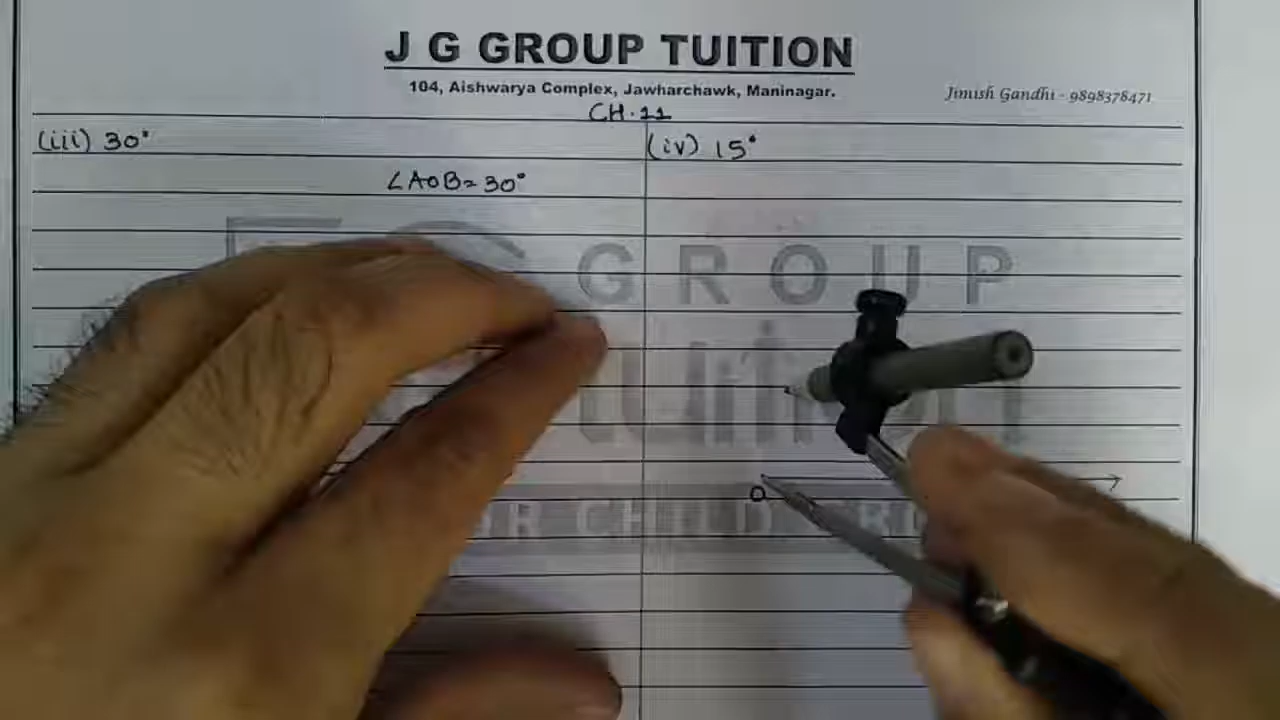 J G GROUP TUITION
104, Aishwarya Complex, Jawharchawk, Maninagar.
Jimish Gandhi - 9898378471
CH.11
(iii) 30°
(iv) 15°
∠AOB=30°
G GROUP
O